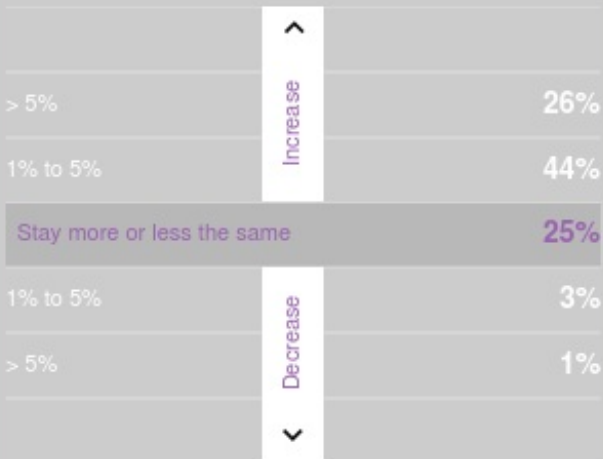 > 5%
Increase
26%
1% to 5%
44%
Stay more or less the same
25%
1% to 5%
Decrease
3%
> 5%
1%